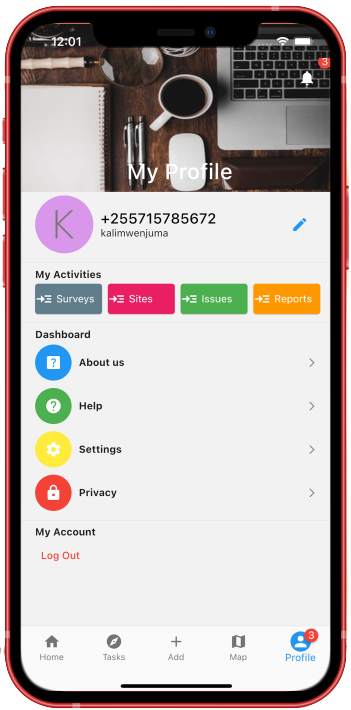 12:01
3
My Profile
K
+255715785672
kalimwenjuma
My Activities
Surveys Sites Issues Reports
Dashboard
? About us
? Help
Settings
Privacy
My Account
Log Out
3
Home Tasks Add Map Profile